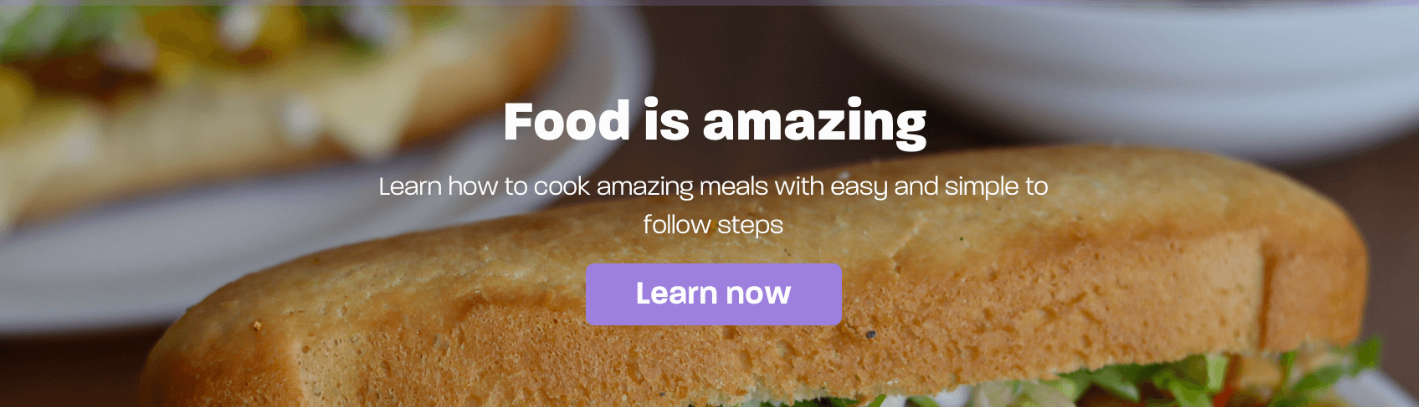 Food is amazing
Learn how to cook amazing meals with easy and simple to
follow steps
Learn now